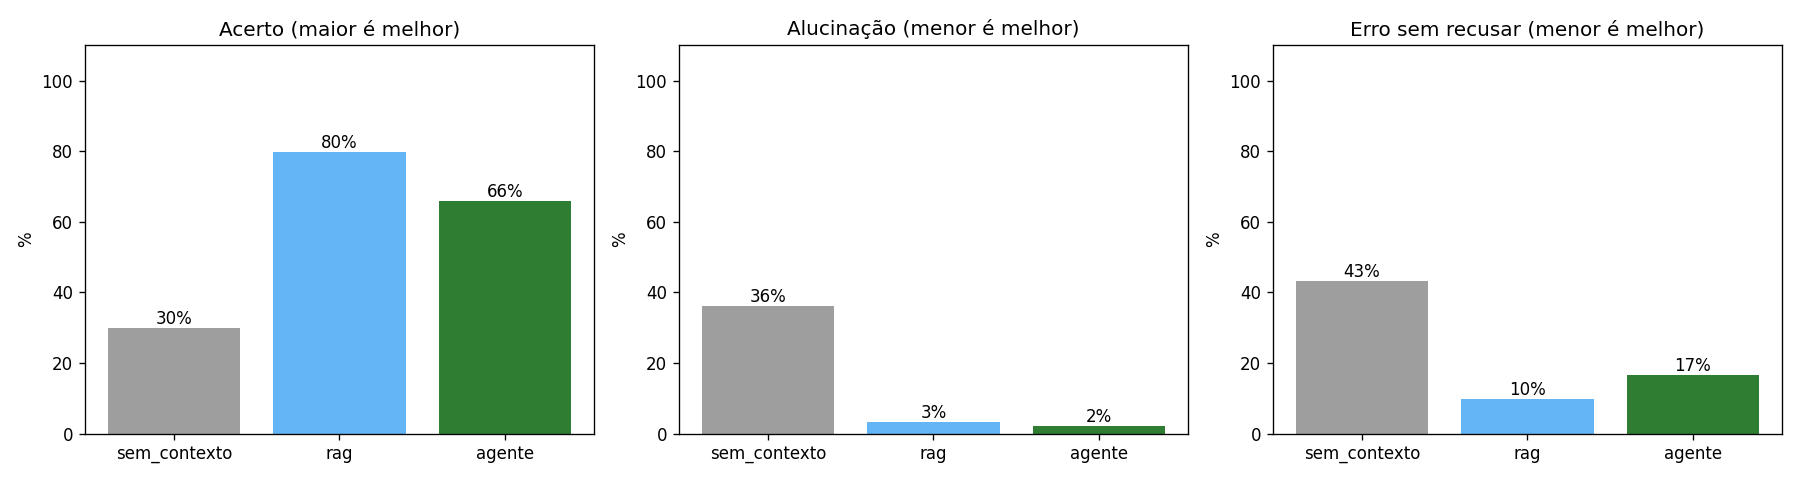 Acerto (maior é melhor)
100
80
60
40
20
0
%
30%
80%
66%
sem_contexto
rag
agente
Alucinação (menor é melhor)
100
80
60
40
20
0
%
36%
3%
2%
sem_contexto
rag
agente
Erro sem recusar (menor é melhor)
100
80
60
40
20
0
%
43%
10%
17%
sem_contexto
rag
agente